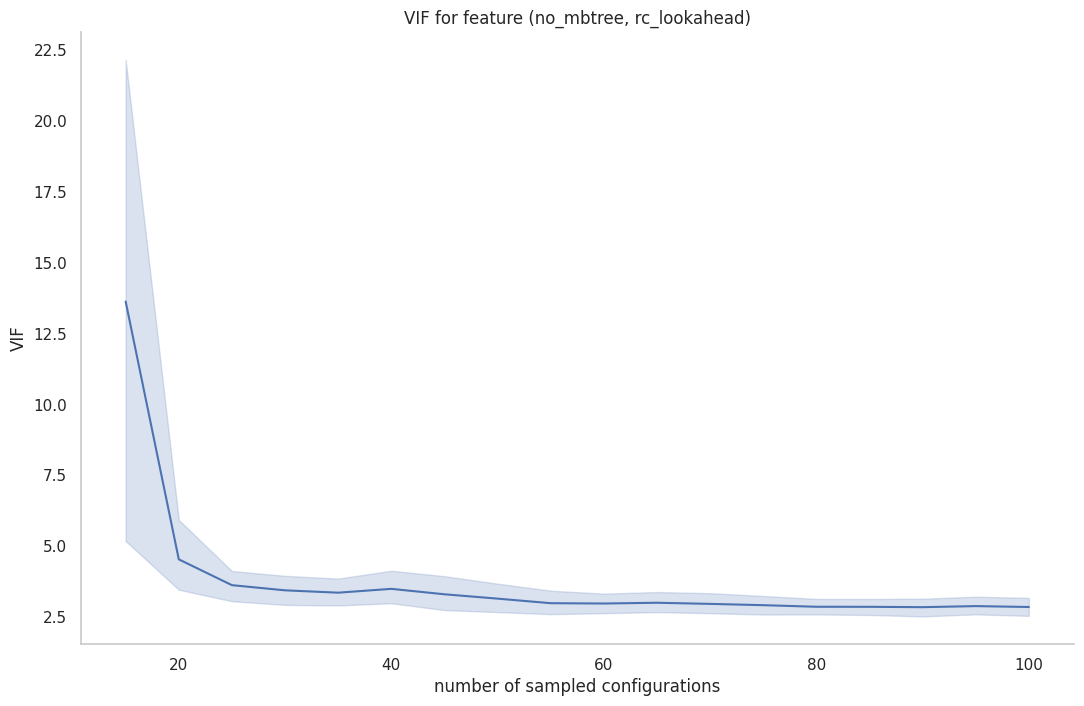 VIF for feature (no_mbtree, rc_lookahead)
22.5
20.0
17.5
15.0
12.5
10.0
7.5
5.0
2.5
VIF
20 40 60 80 100
number of sampled configurations